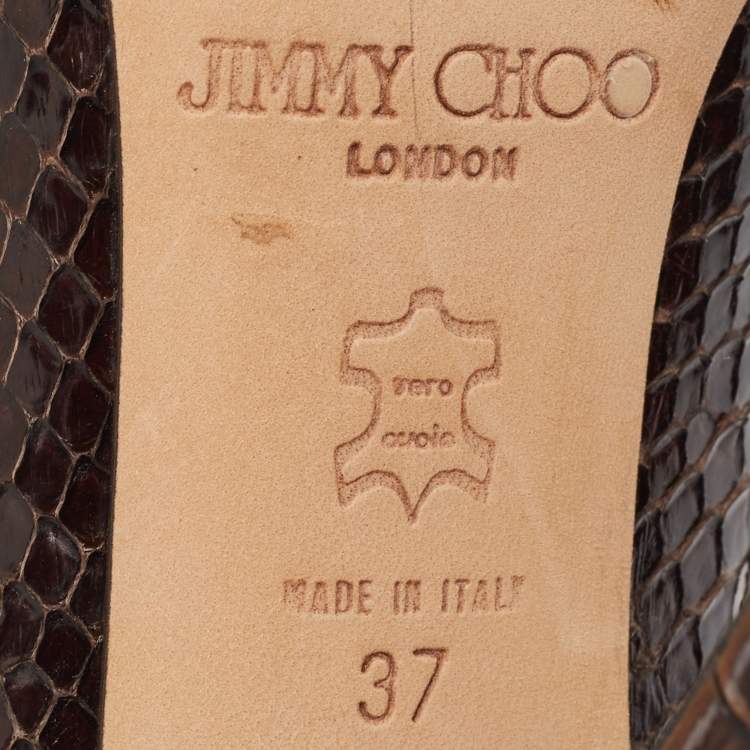 JIMMY CHOO
LONDON
vero
cuoio
MADE IN ITALY
37